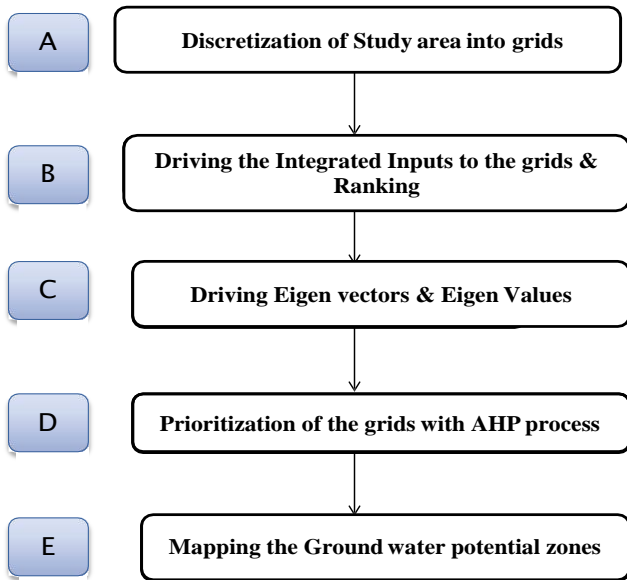 A
Discretization of Study area into grids
B
Driving the Integrated Inputs to the grids &
Ranking
C
Driving Eigen vectors & Eigen Values
D
Prioritization of the grids with AHP process
E
Mapping the Ground water potential zones